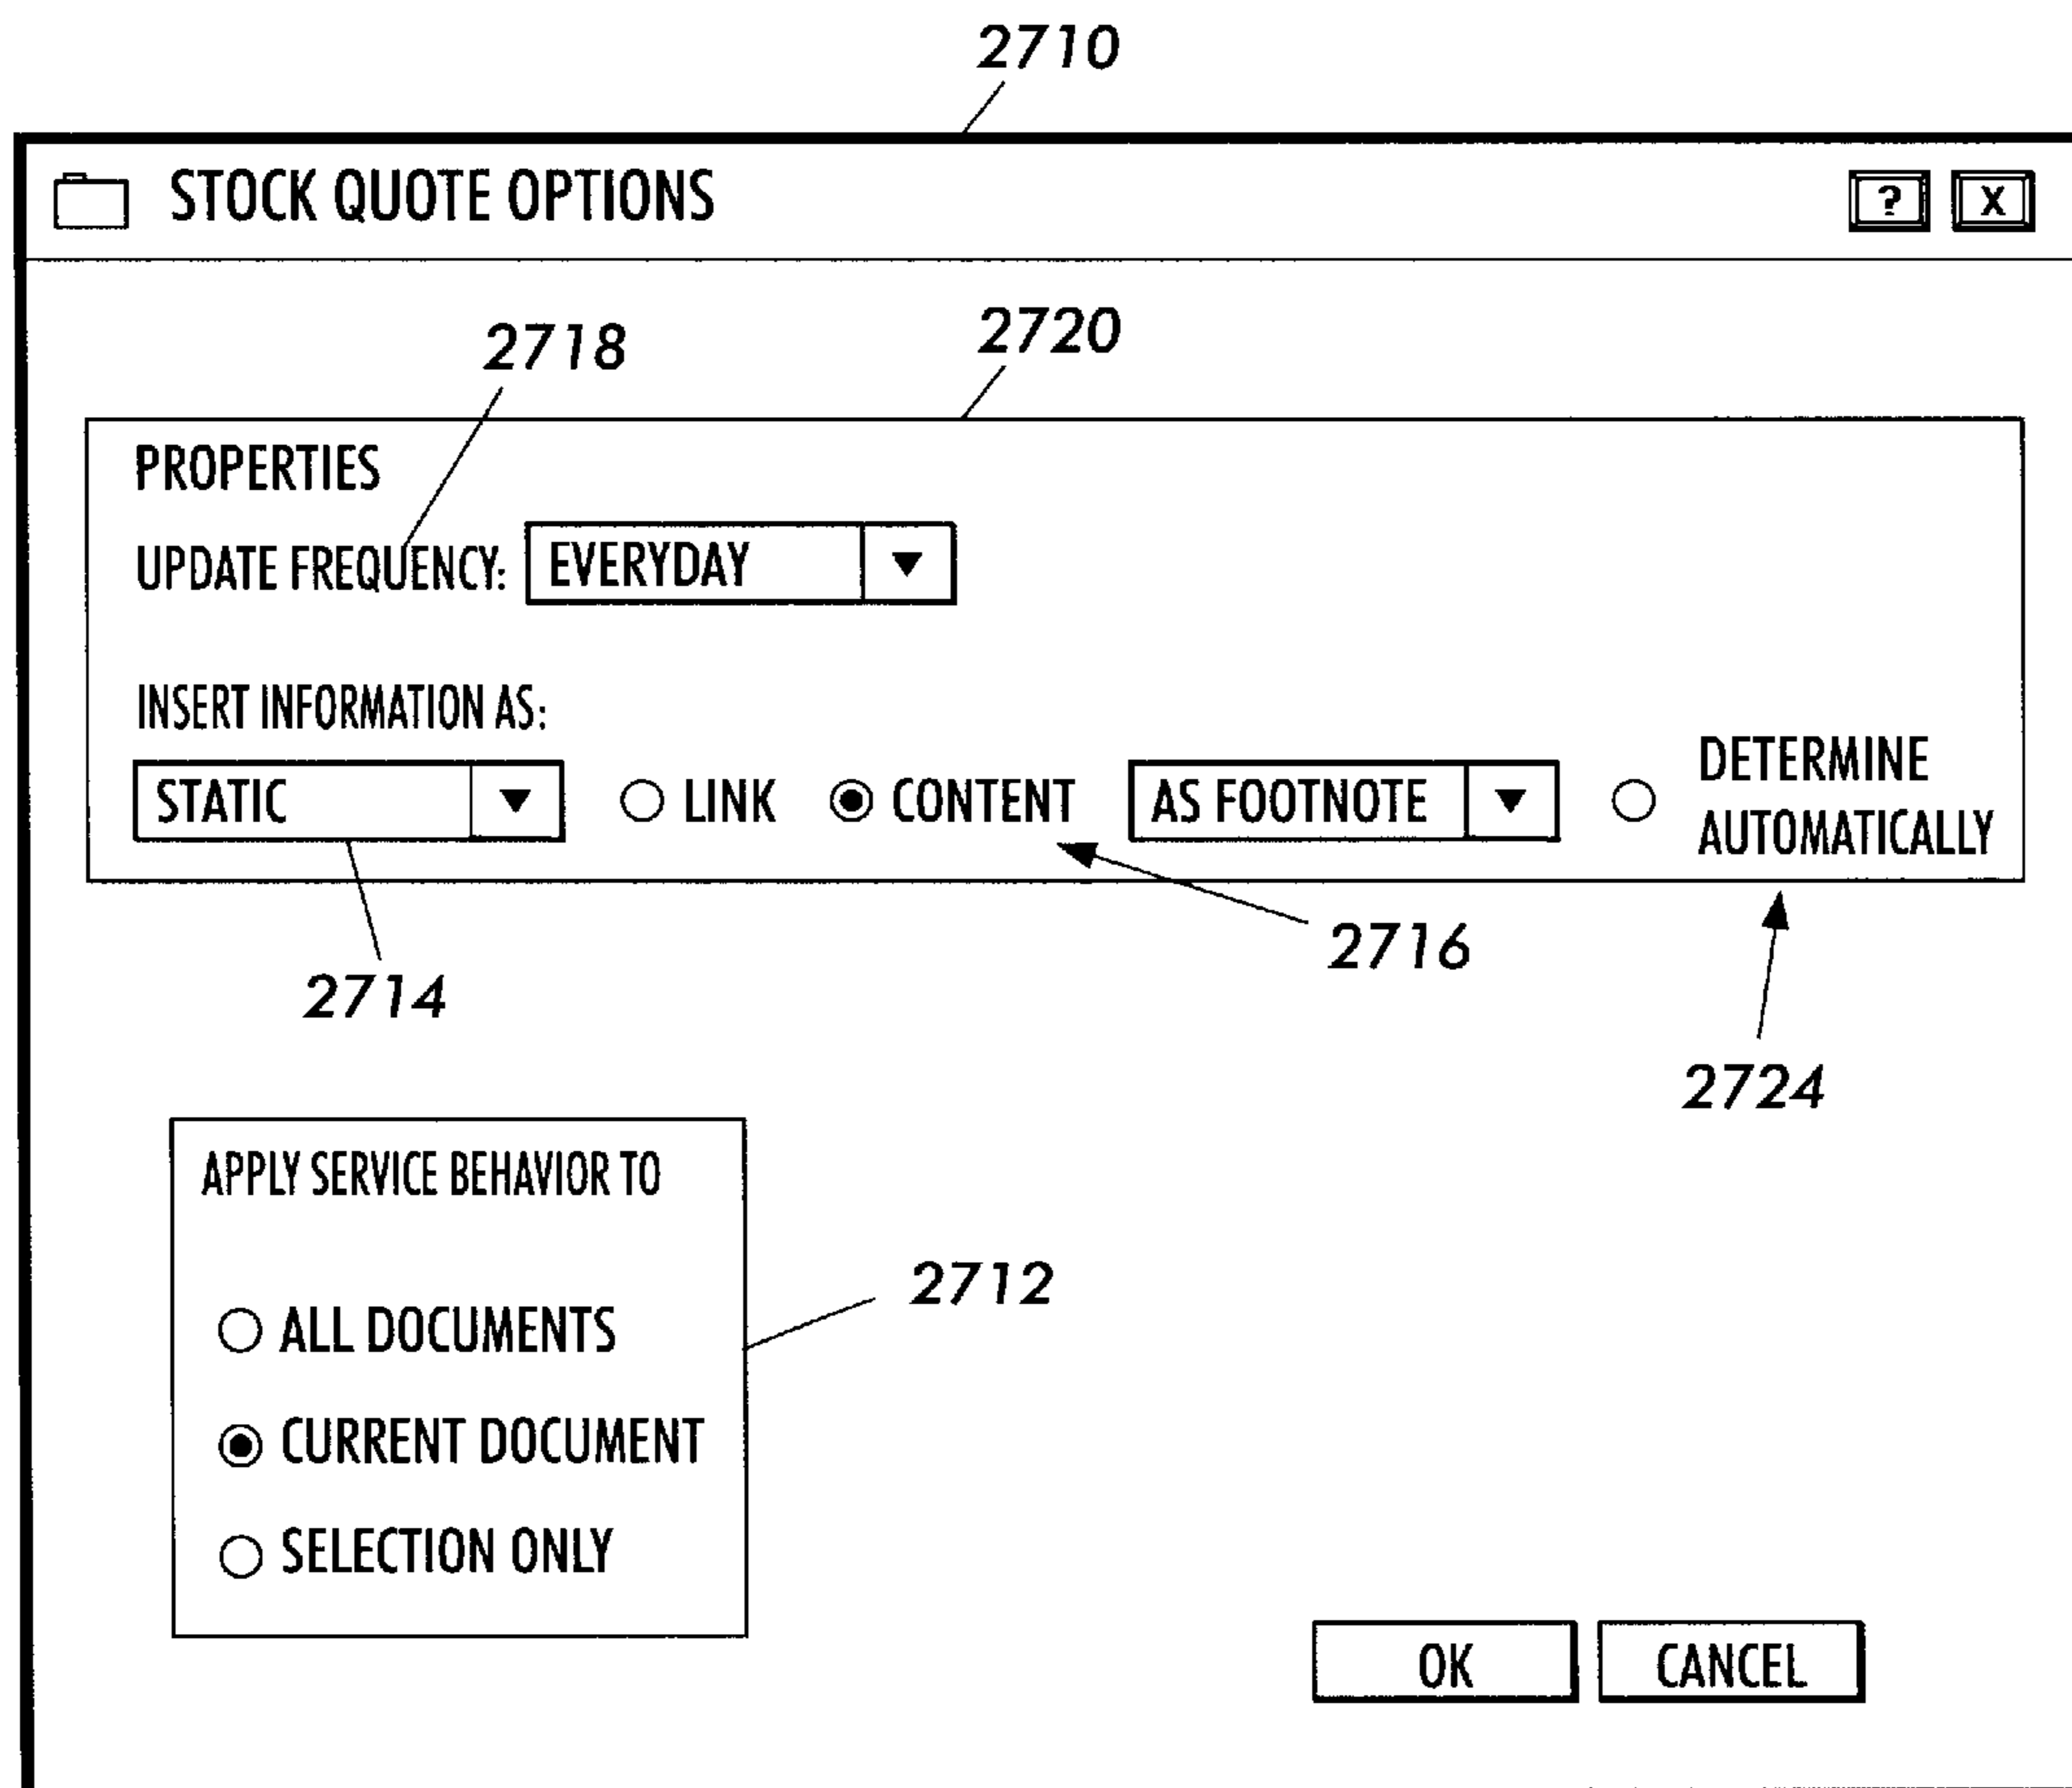 2710
STOCK QUOTE OPTIONS ? X
2718 2720
PROPERTIES
UPDATE FREQUENCY: EVERYDAY
INSERT INFORMATION AS:
STATIC LINK CONTENT AS FOOTNOTE DETERMINE
AUTOMATICALLY
2714 2716
2724
APPLY SERVICE BEHAVIOR TO
2712
ALL DOCUMENTS
CURRENT DOCUMENT
SELECTION ONLY
OK CANCEL